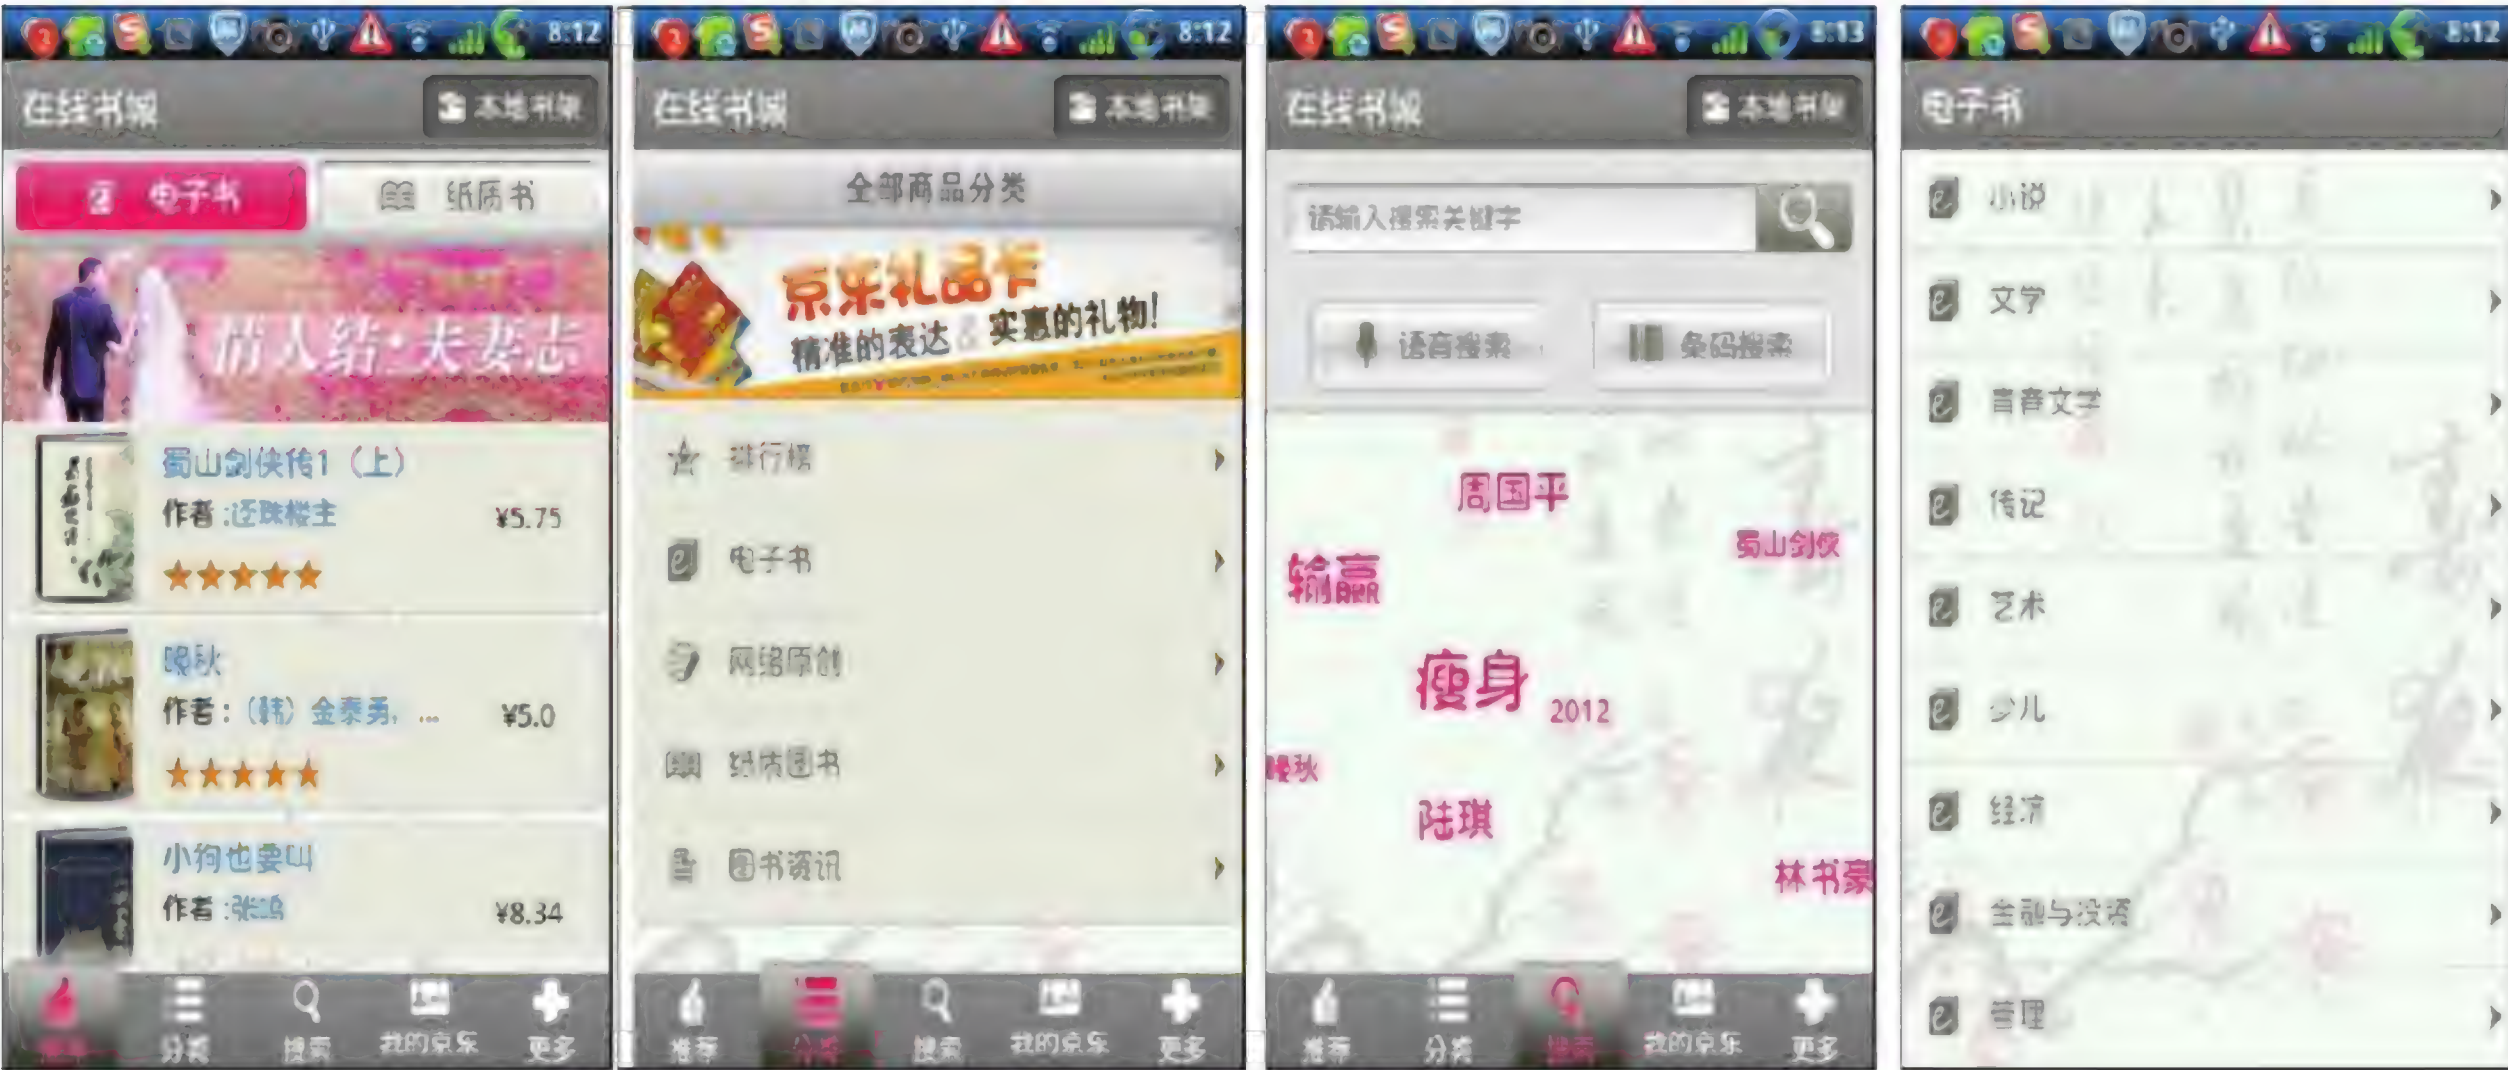 8:12
在线书城
本地书架
电子书
纸质书
情人结·夫妻志
蜀山剑侠传1（上）
作者:还珠楼主
¥5.75
晚秋
作者：（韩）金泰勇，...
¥5.0
小狗也要叫
作者:张鸣
¥8.34
分类
搜索
我的京东
更多
8:12
在线书城
本地书架
全部商品分类
京东礼品卡
精准的表达 & 实惠的礼物!
排行榜
电子书
网络原创
纸质图书
图书资讯
推荐
分类
搜索
我的京东
更多
8:13
在线书城
本地书架
请输入搜索关键字
语音搜索
条码搜索
周国平
蜀山剑侠
输赢
瘦身
2012
晚秋
陆琪
林书豪
推荐
分类
搜索
我的京东
更多
8:12
电子书
小说
文学
青春文学
传记
艺术
少儿
经济
金融与投资
管理